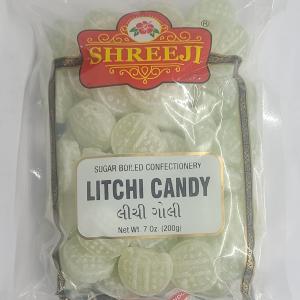 SHREEJI
®
SUGAR BOILED CONFECTIONERY
LITCHI CANDY
લીચી ગોલી
Net Wt. 7 Oz. (200g)